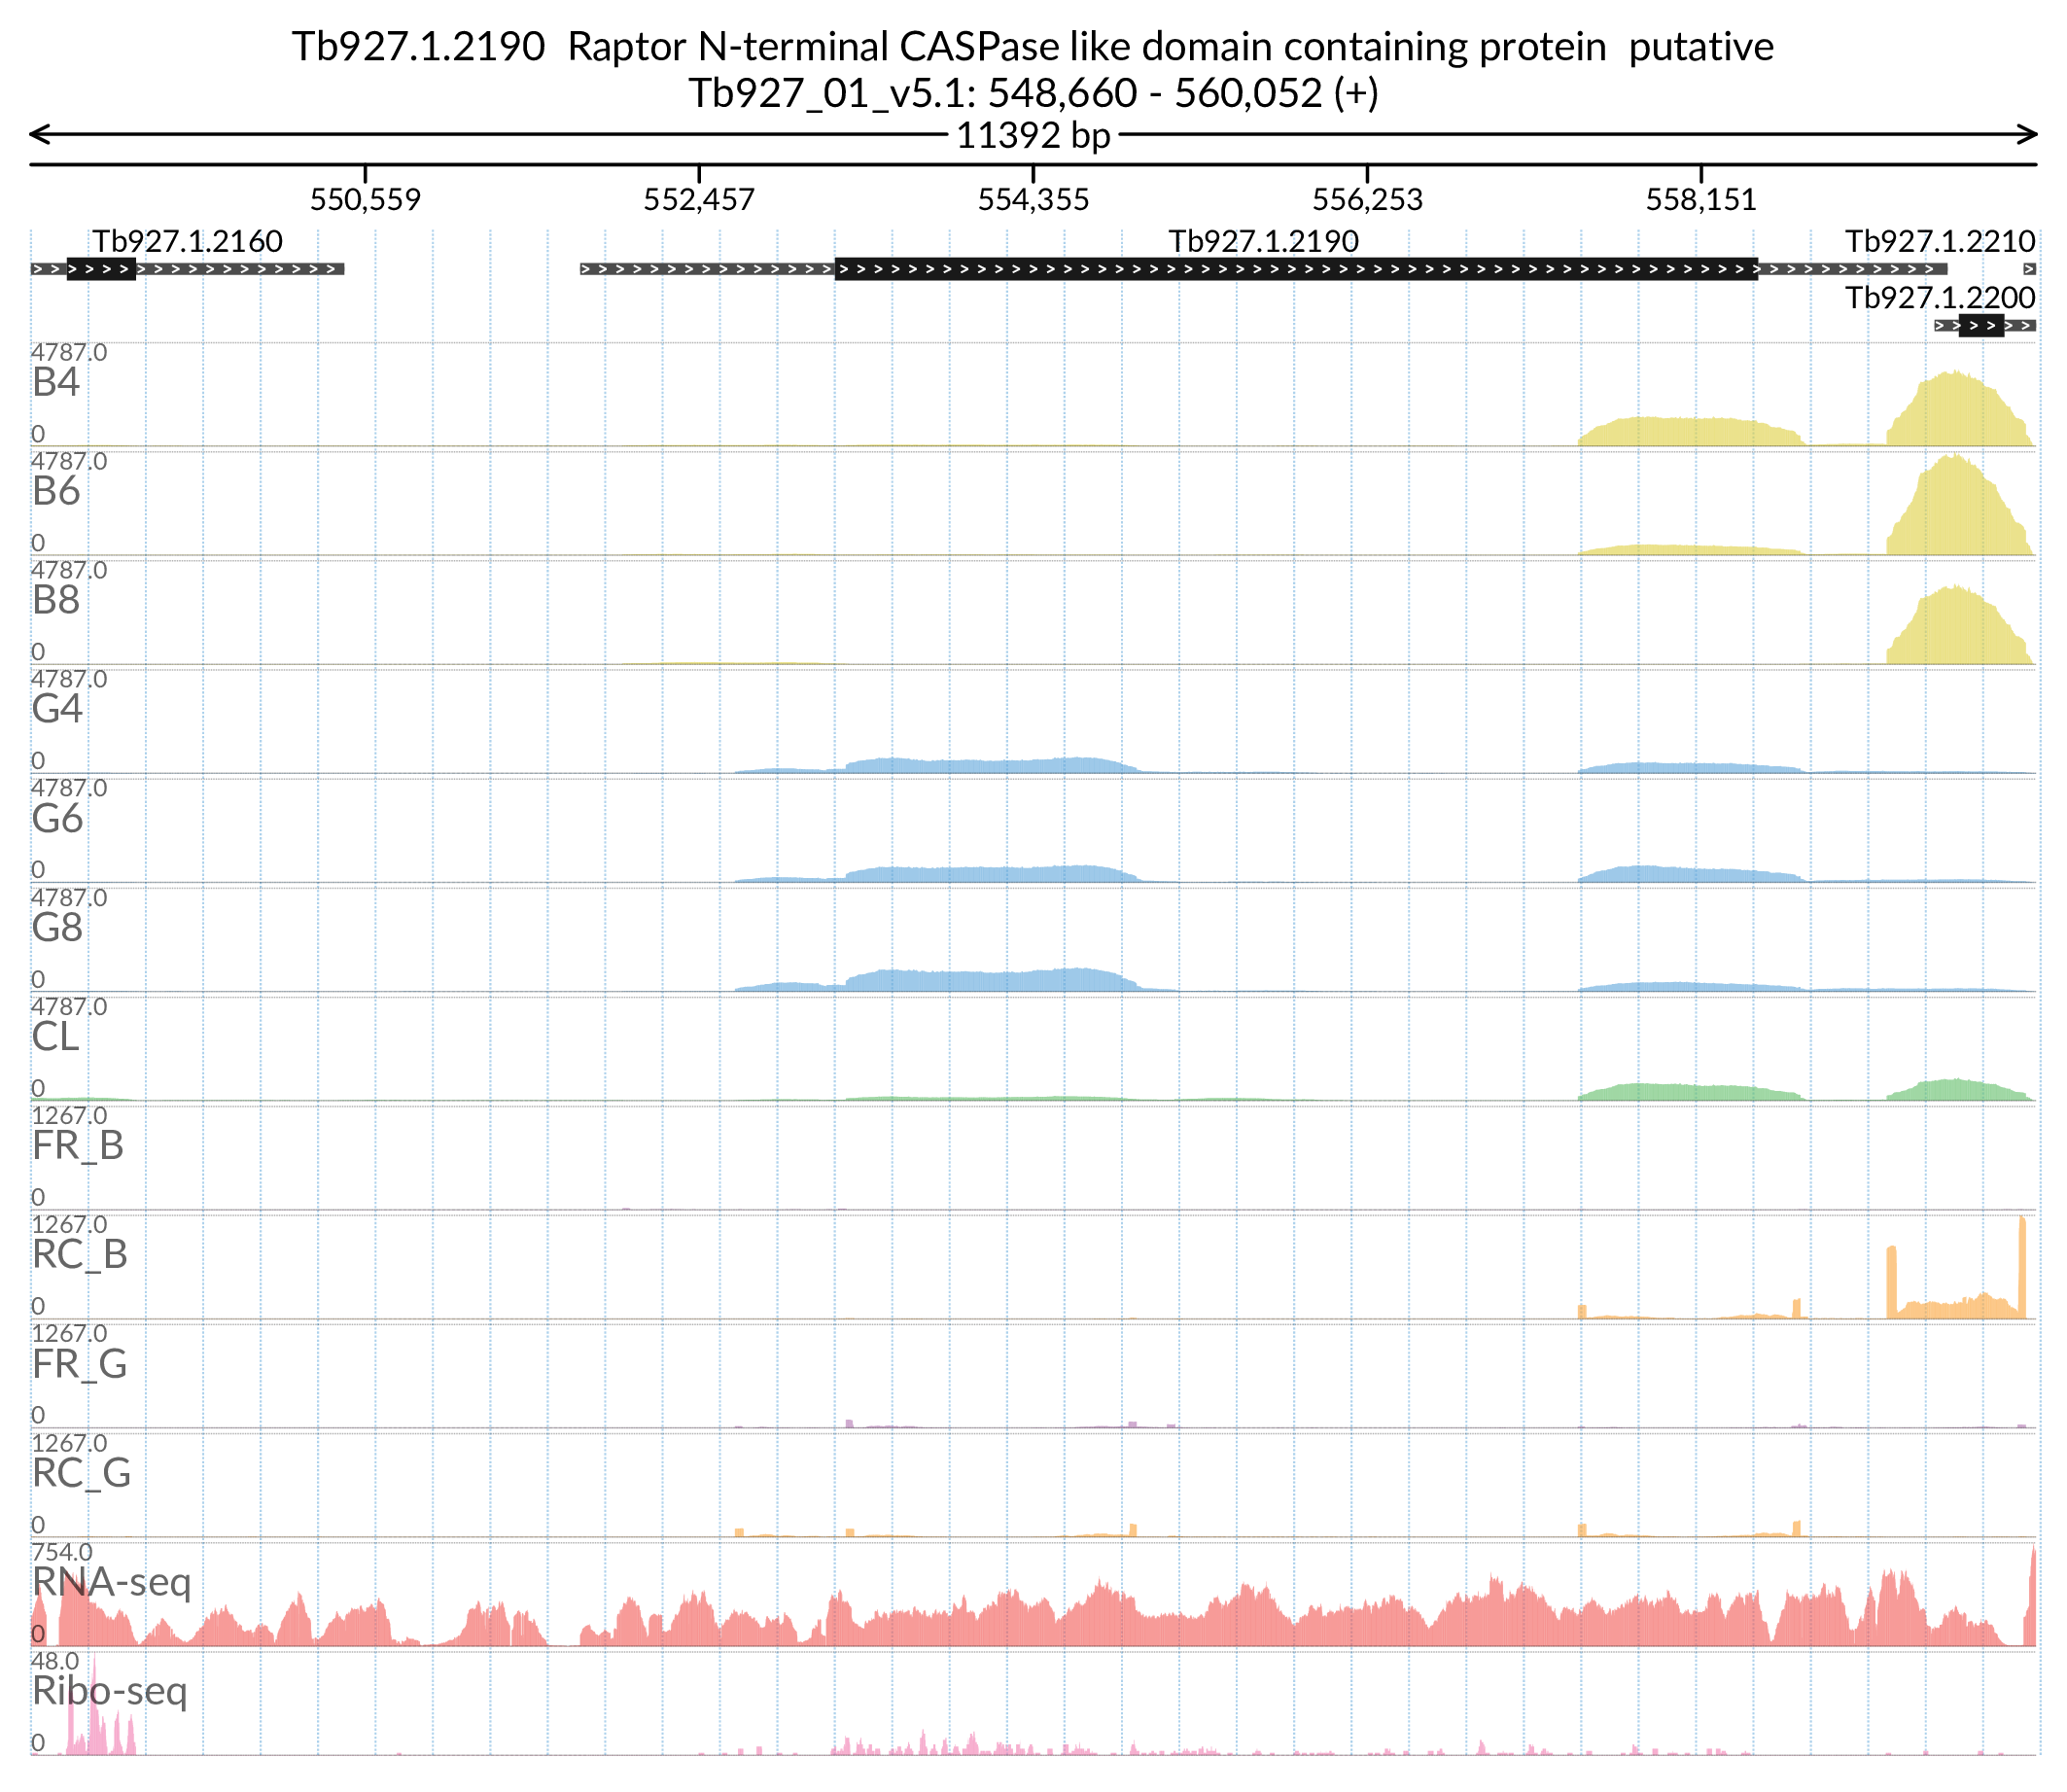 Tb927.1.2190  Raptor N-terminal CASPase like domain containing protein  putative
Tb927_01_v5.1: 548,660 - 560,052 (+)
11392 bp
550,559 552,457 554,355 556,253 558,151
Tb927.1.2160 Tb927.1.2190 Tb927.1.2210
Tb927.1.2200
4787.0
B4
0
4787.0
B6
0
4787.0
B8
0
4787.0
G4
0
4787.0
G6
0
4787.0
G8
0
4787.0
CL
0
1267.0
FR_B
0
1267.0
RC_B
0
1267.0
FR_G
0
1267.0
RC_G
0
754.0
RNA-seq
0
48.0
Ribo-seq
0